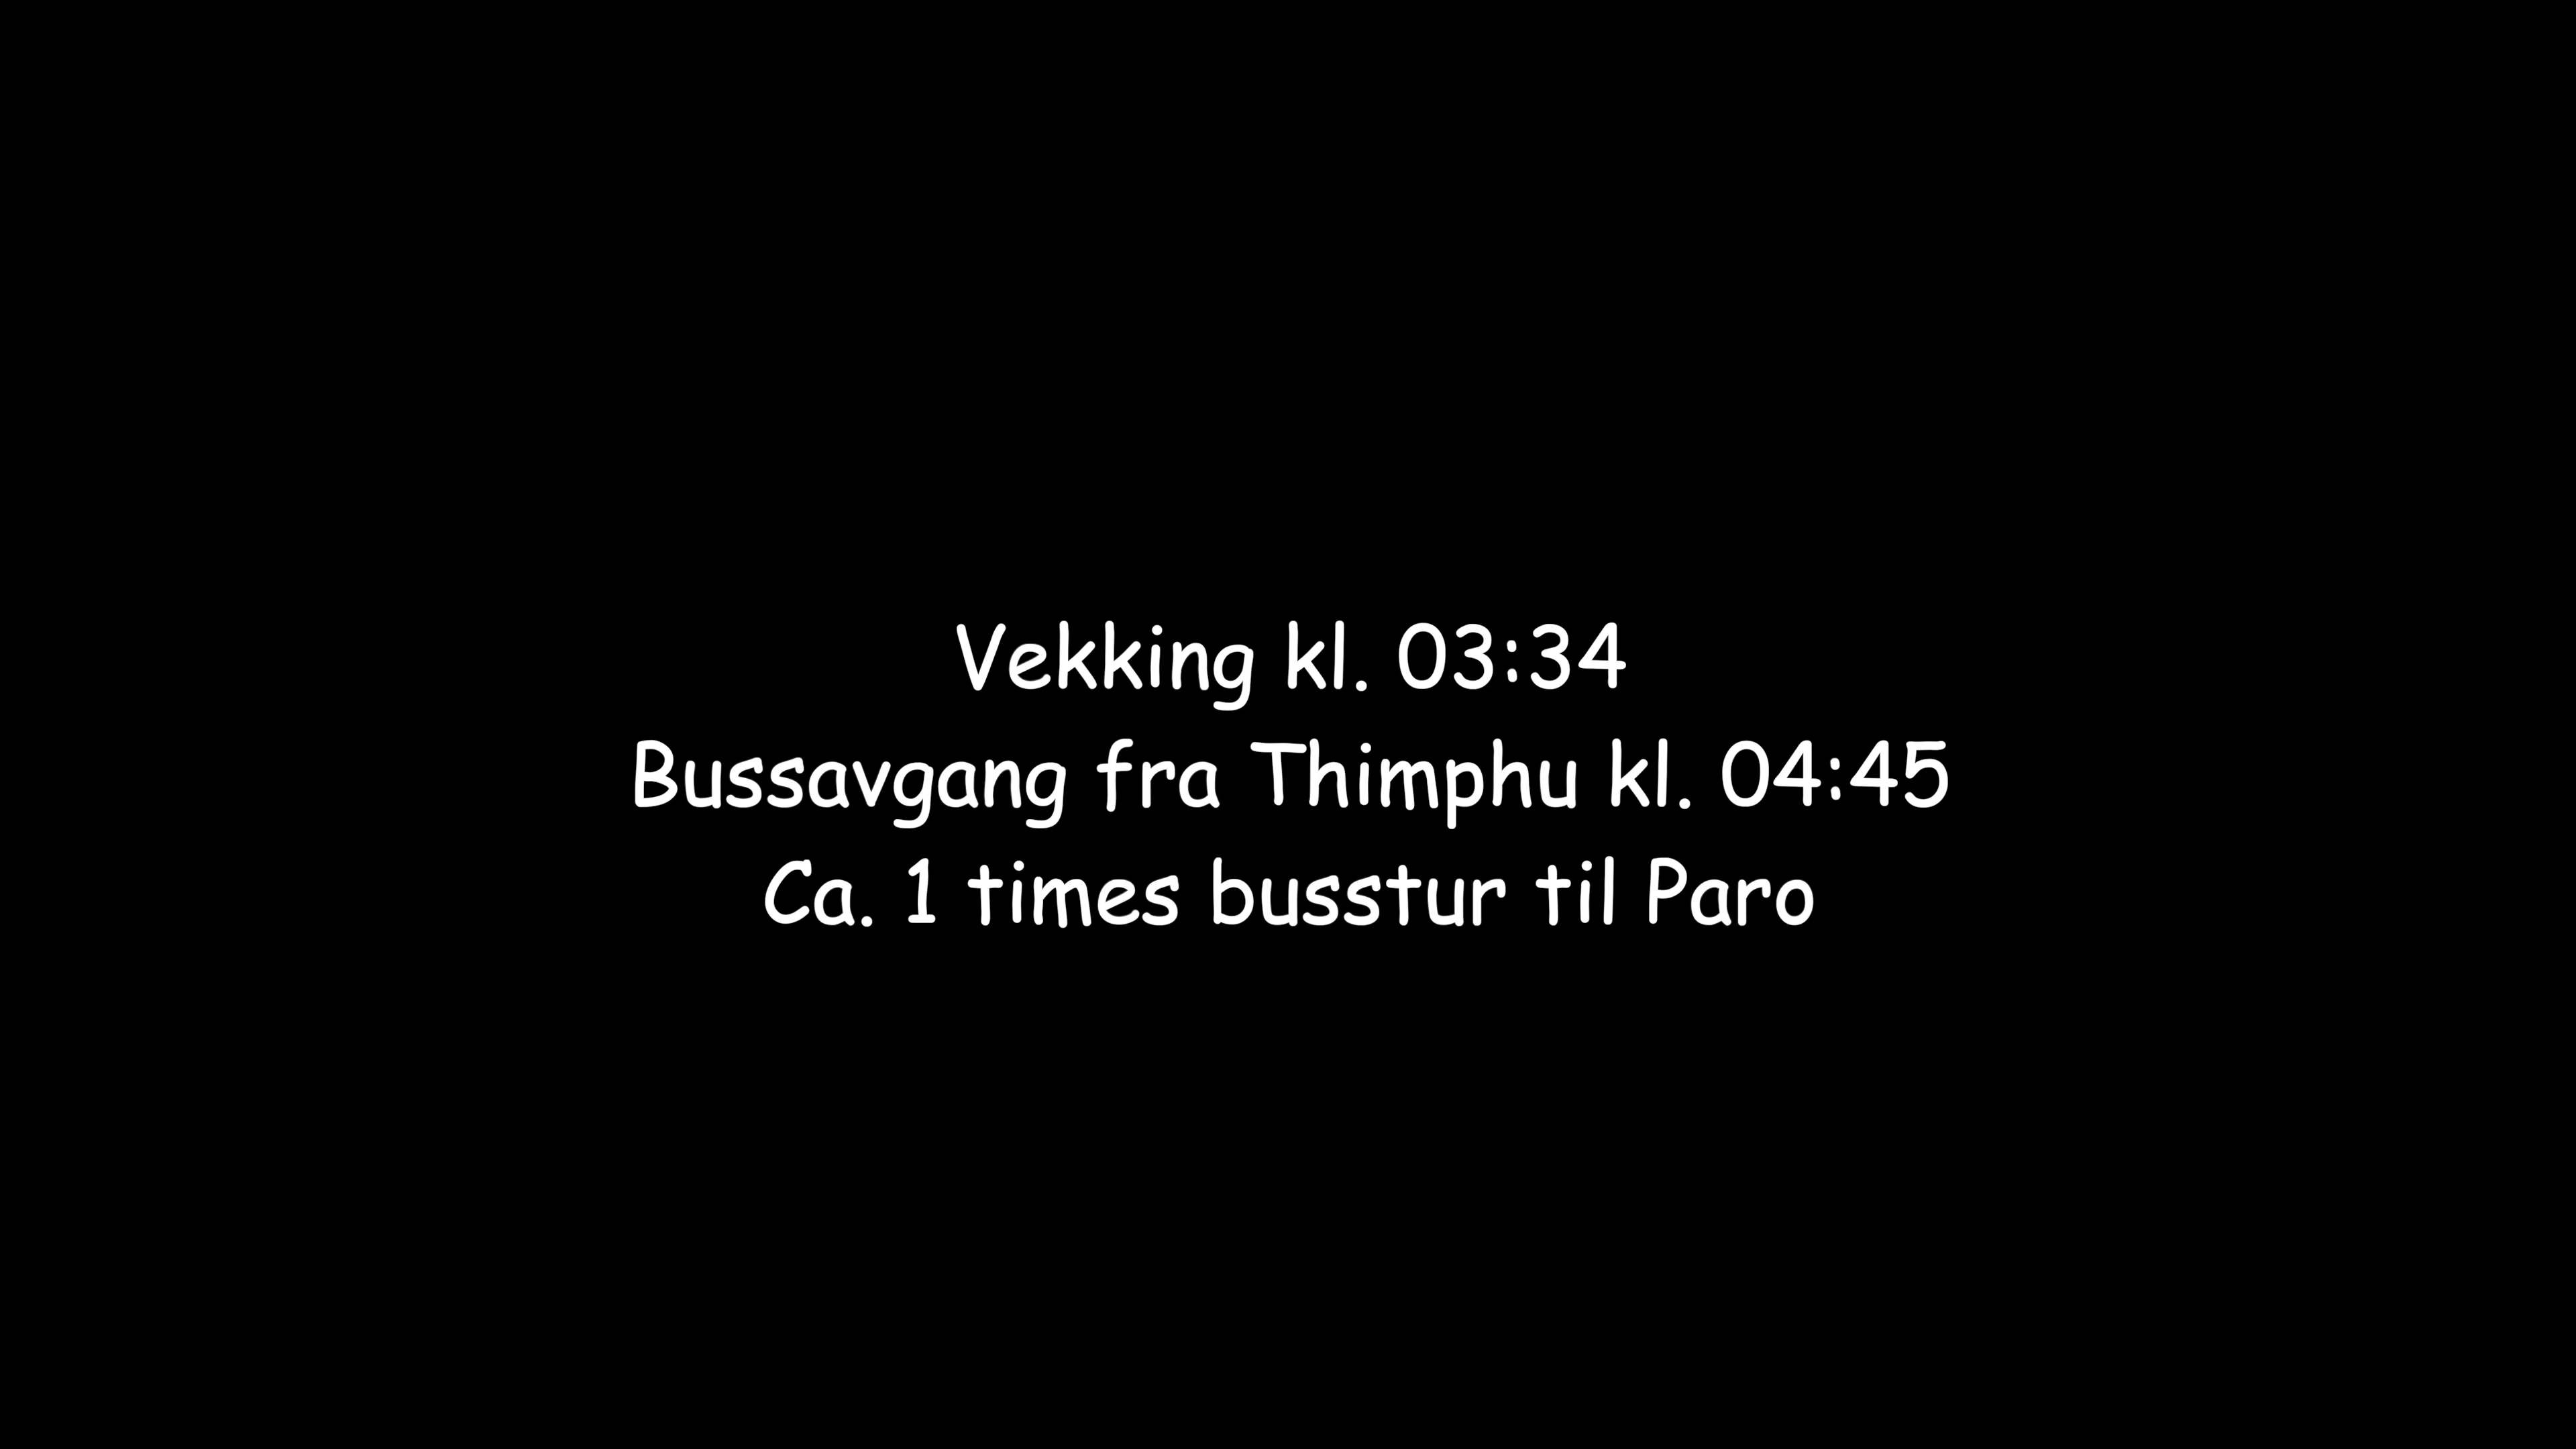 Vekking kl. 03:34
Bussavgang fra Thimphu kl. 04:45
Ca. 1 times busstur til Paro